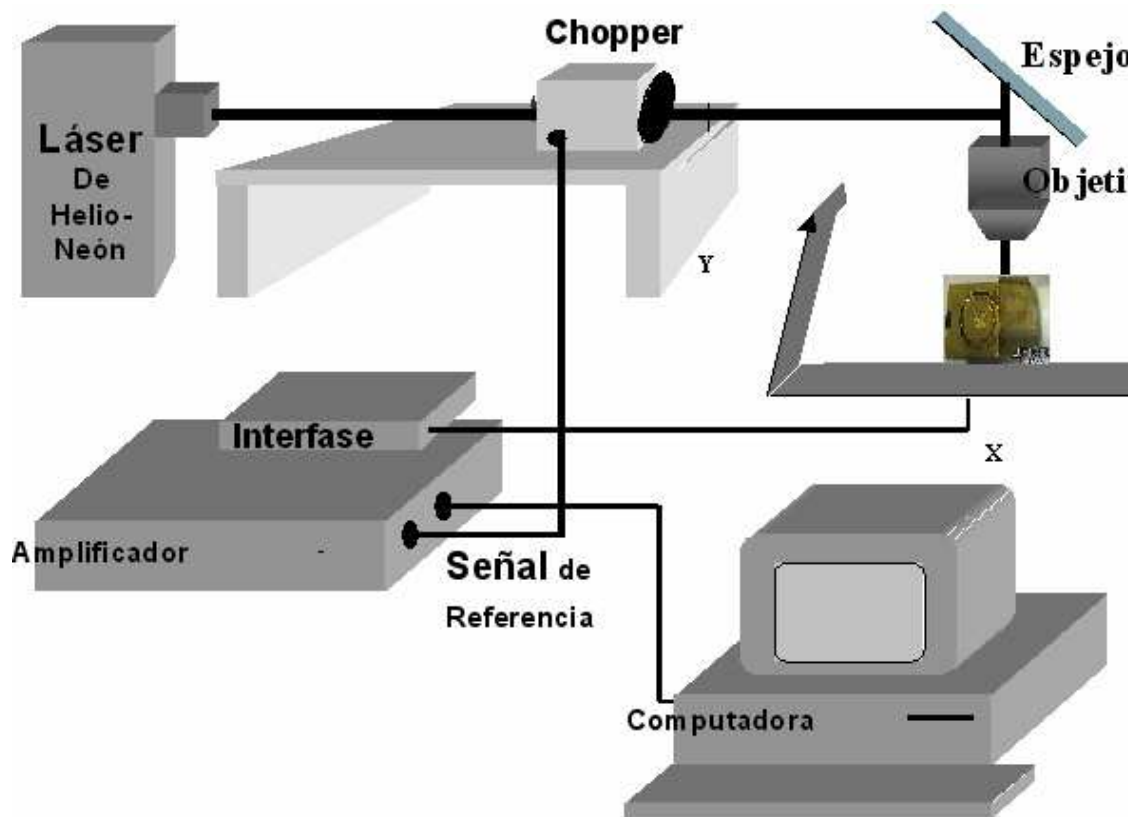 Chopper
Espejo
Láser
De
Helio-
Neón
Objeti
Y
Interfase
X
Amplificador -
Señal de
Referencia
Computadora